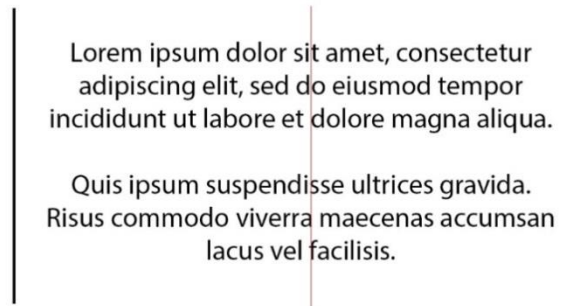 Lorem ipsum dolor sit amet, consectetur
adipiscing elit, sed do eiusmod tempor
incididunt ut labore et dolore magna aliqua.
Quis ipsum suspendisse ultrices gravida.
Risus commodo viverra maecenas accumsan
lacus vel facilisis.